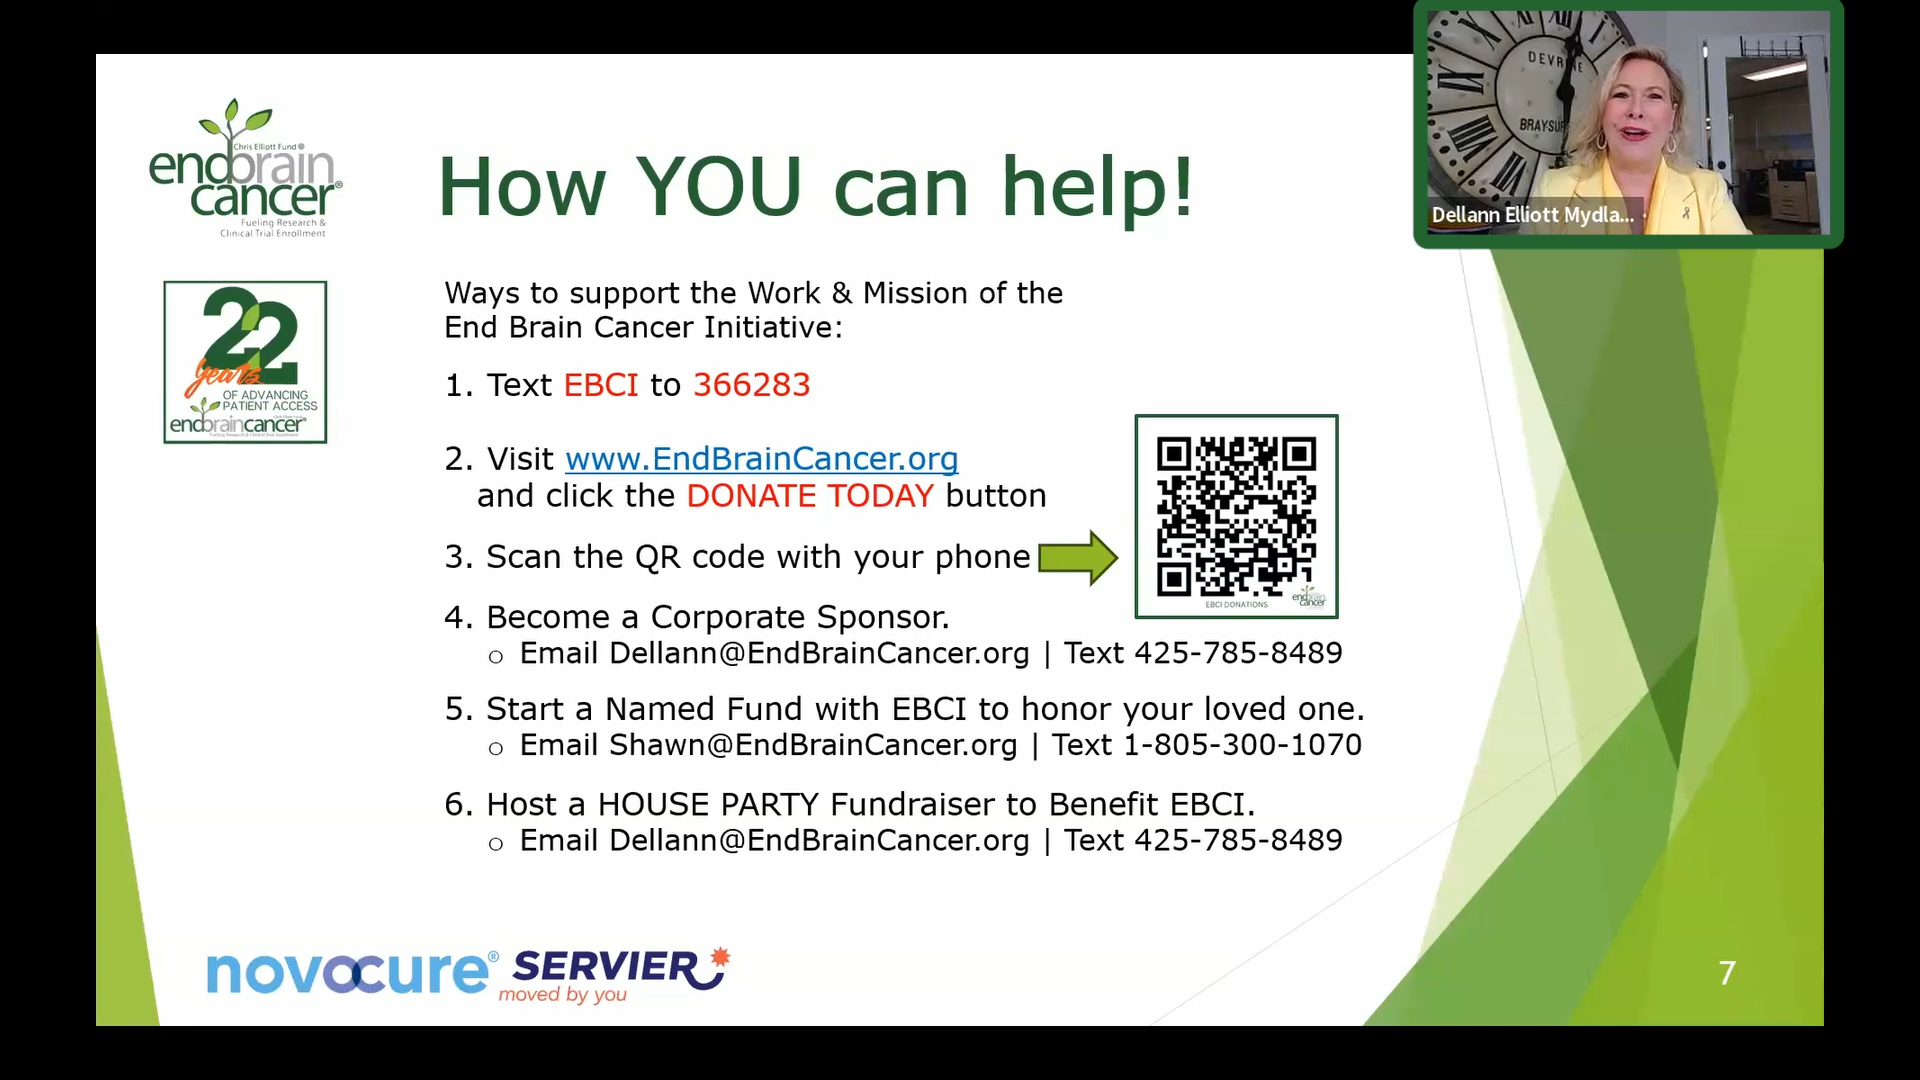 DEVRNE
BRAYSUR
Dellann Elliott Mydla...
Chris Elliott Fund
endbrain
cancer®
Fueling Research &
Clinical Trial Enrollment
How YOU can help!
22
years
OF ADVANCING
PATIENT ACCESS
endbraincancer®
Ways to support the Work & Mission of the
End Brain Cancer Initiative:
1. Text EBCI to 366283
2. Visit www.EndBrainCancer.org
and click the DONATE TODAY button
3. Scan the QR code with your phone
EBCI DONATIONS
endbrain
cancer
4. Become a Corporate Sponsor.
o Email Dellann@EndBrainCancer.org | Text 425-785-8489
5. Start a Named Fund with EBCI to honor your loved one.
o Email Shawn@EndBrainCancer.org | Text 1-805-300-1070
6. Host a HOUSE PARTY Fundraiser to Benefit EBCI.
o Email Dellann@EndBrainCancer.org | Text 425-785-8489
novocure® SERVIER
moved by you
7